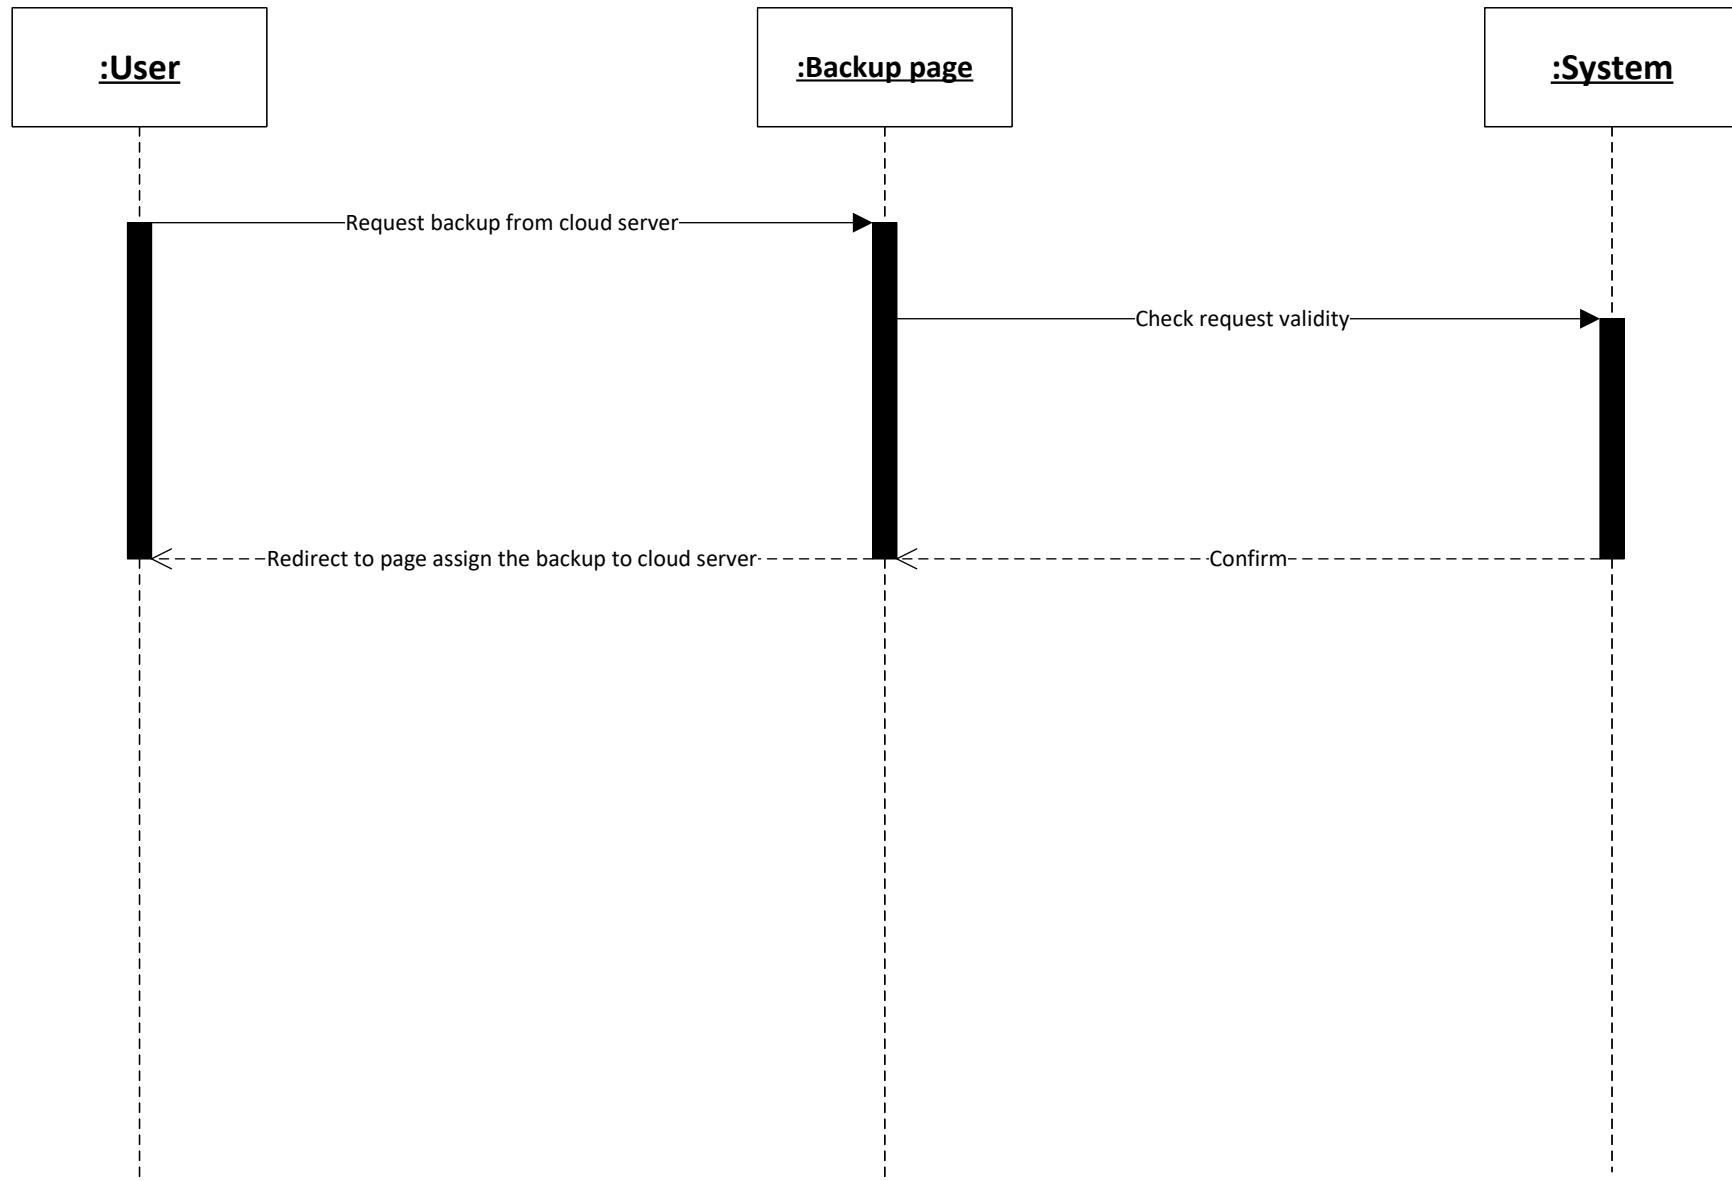 :User
:Backup page
:System
Request backup from cloud server
Check request validity
Redirect to page assign the backup to cloud server
Confirm